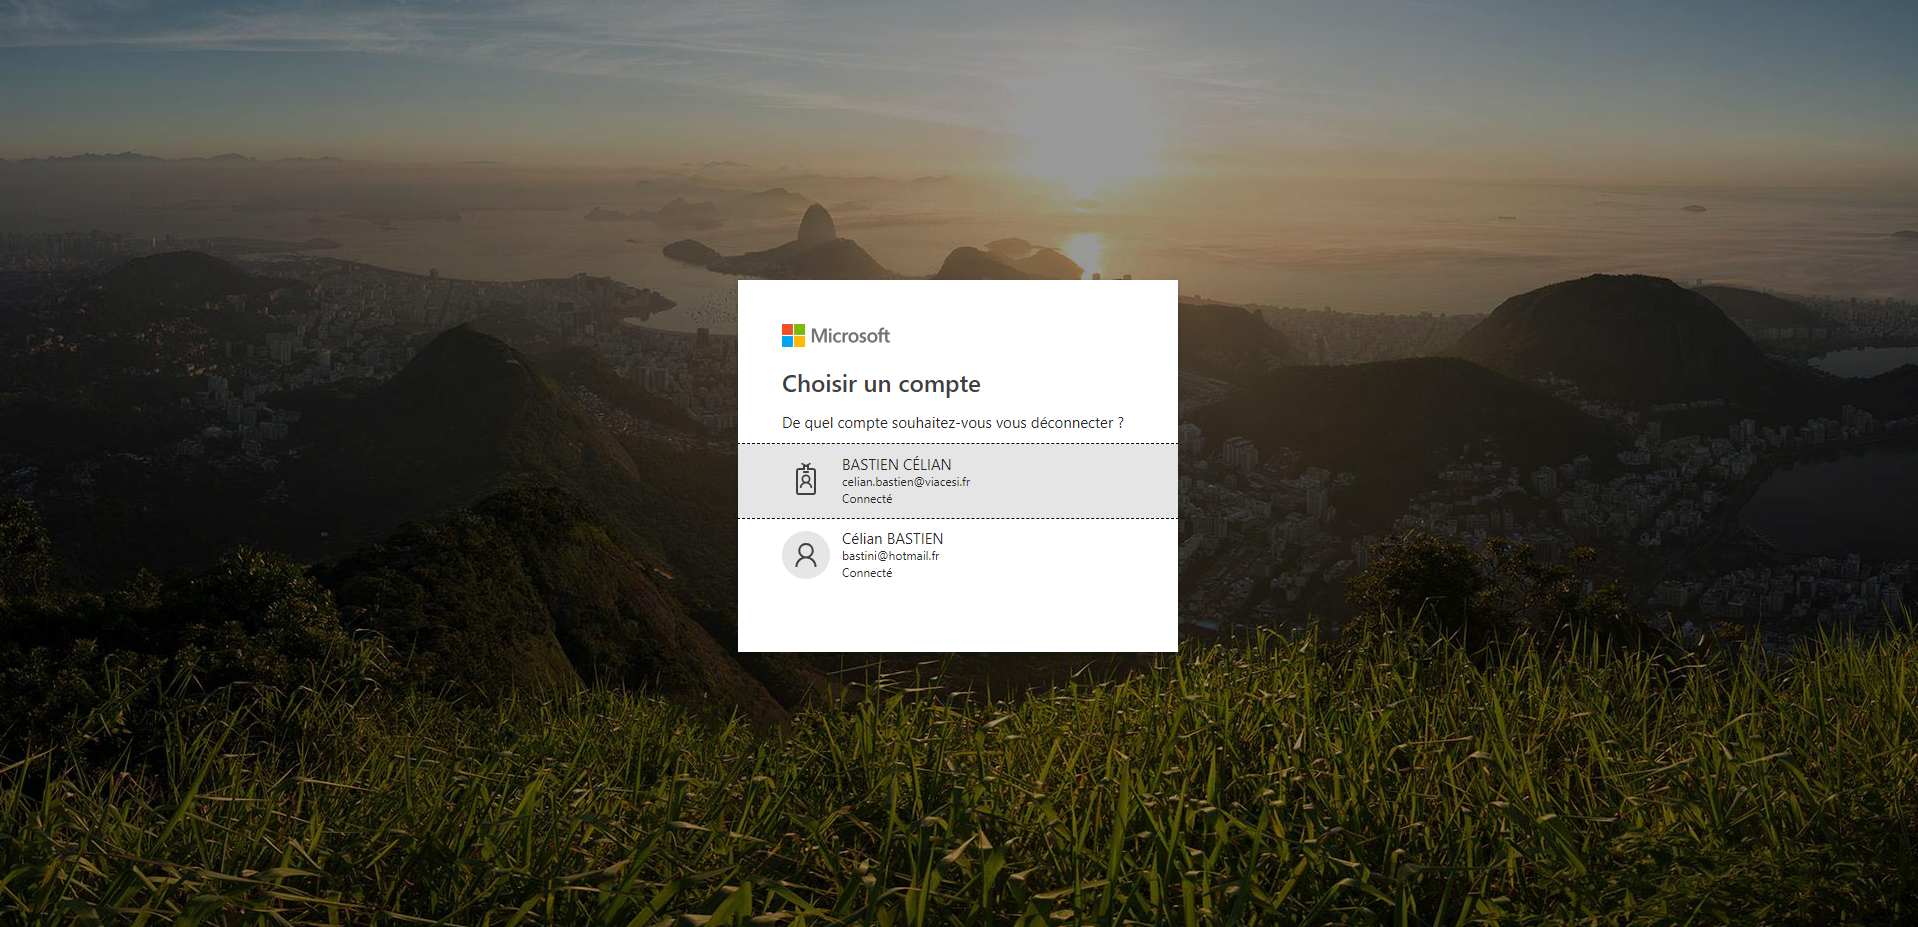 Microsoft
Choisir un compte
De quel compte souhaitez-vous vous déconnecter ?
BASTIEN CÉLIAN
celian.bastien@viacesi.fr
Connecté
Célian BASTIEN
bastini@hotmail.fr
Connecté